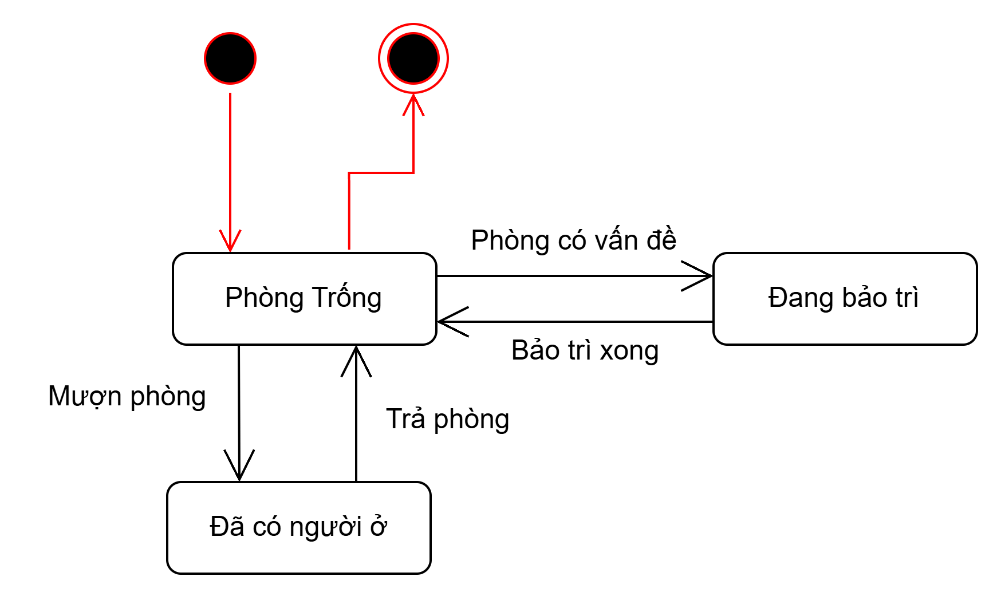 Phòng có vấn đề
Phòng Trống
Đang bảo trì
Bảo trì xong
Mượn phòng
Trả phòng
Đã có người ở